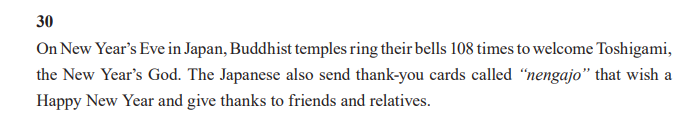 30
On New Year’s Eve in Japan, Buddhist temples ring their bells 108 times to welcome Toshigami,
the New Year’s God. The Japanese also send thank-you cards called “nengajo” that wish a
Happy New Year and give thanks to friends and relatives.